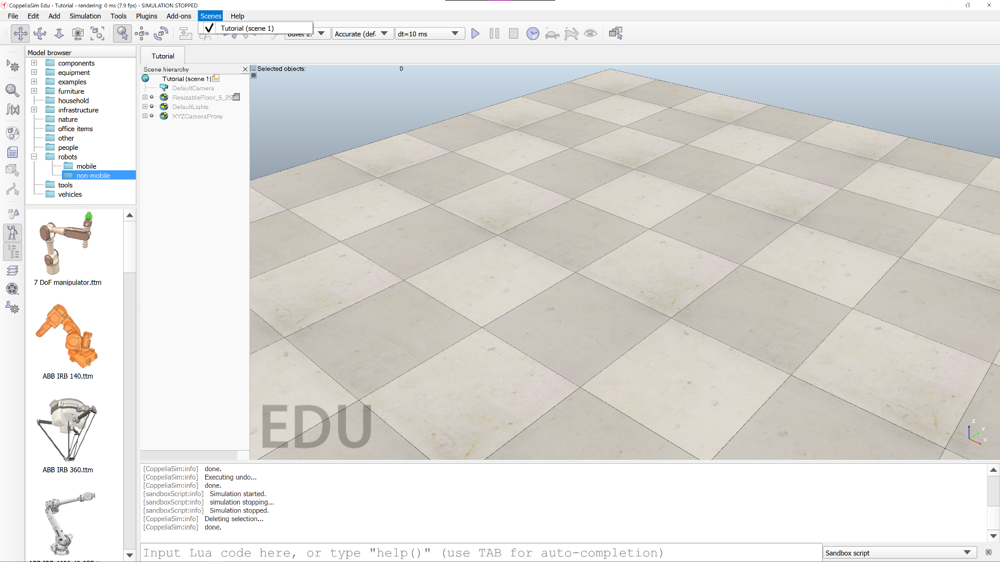 CoppeliaSim Edu - Tutorial - rendering: 0 ms (7.9 fps) - SIMULATION STOPPED
File Edit Add Simulation Tools Plugins Add-ons Scenes Help
Tutorial (scene 1)
Accurate (def. dt=10 ms
Model browser
components
equipment
examples
furniture
household
infrastructure
nature
office items
other
people
robots
mobile
non-mobile
tools
vehicles
7 DoF manipulator.ttm
ABB IRB 140.ttm
ABB IRB 360.ttm
Tutorial
Scene hierarchy
Tutorial (scene 1)
DefaultCamera
ResizableFloor_5_25
DefaultLights
XYZCameraProxy
Selected objects: 0
f(x)
EDU
z
y
x
[CoppeliaSim:info] done.
[CoppeliaSim:info] Executing undo...
[CoppeliaSim:info] done.
[sandboxScript:info] Simulation started.
[sandboxScript:info] simulation stopping...
[sandboxScript:info] Simulation stopped.
[CoppeliaSim:info] Deleting selection...
[CoppeliaSim:info] done.
Input Lua code here, or type "help()" (use TAB for auto-completion)
Sandbox script